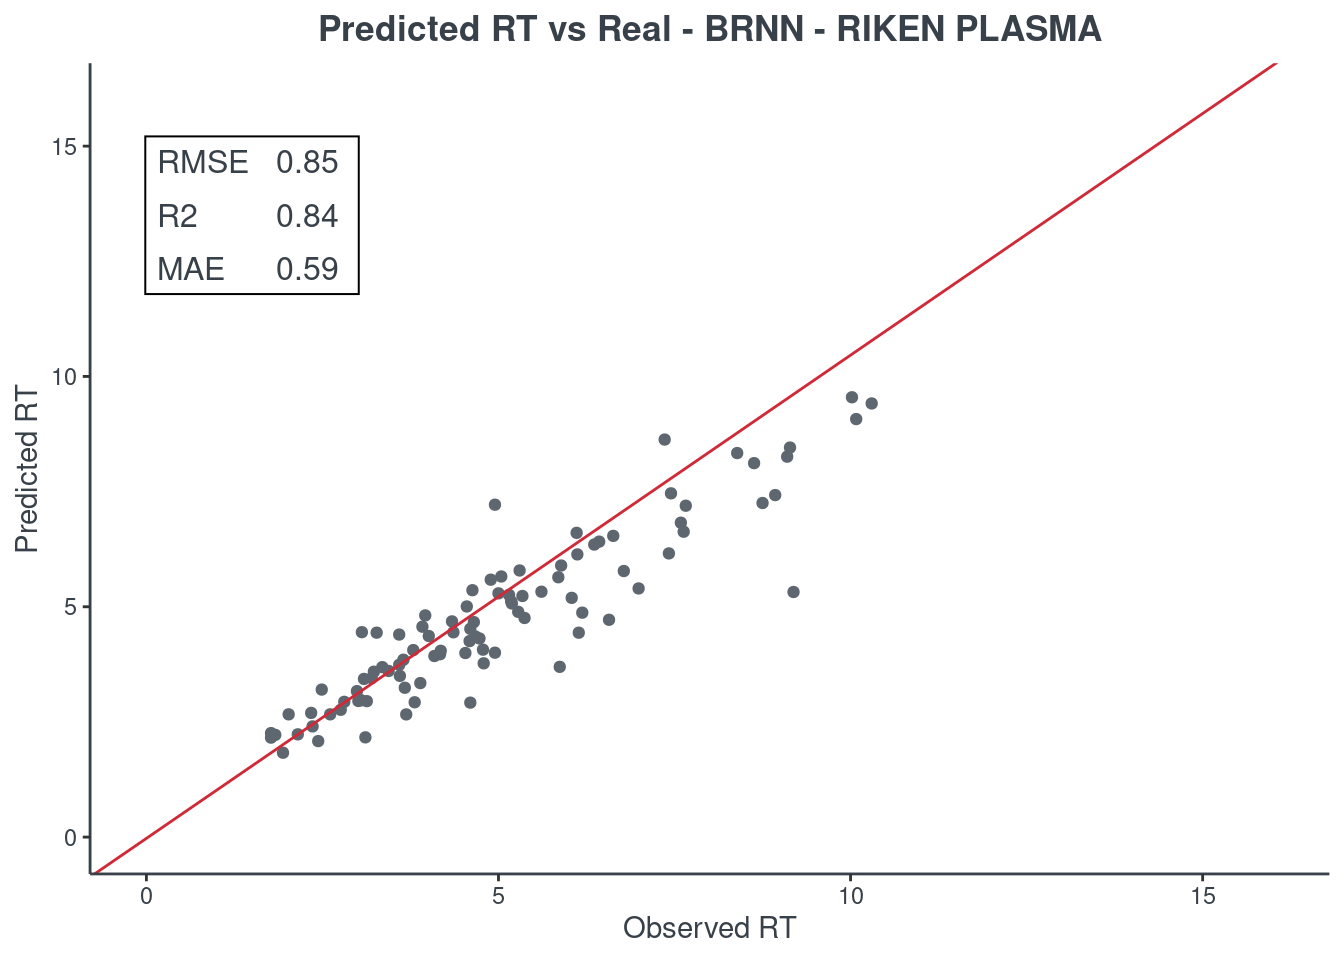 Predicted RT vs Real - BRNN - RIKEN PLASMA
15
RMSE 0.85
R2 0.84
MAE 0.59
10
Predicted RT
5
0
0 5 10 15
Observed RT